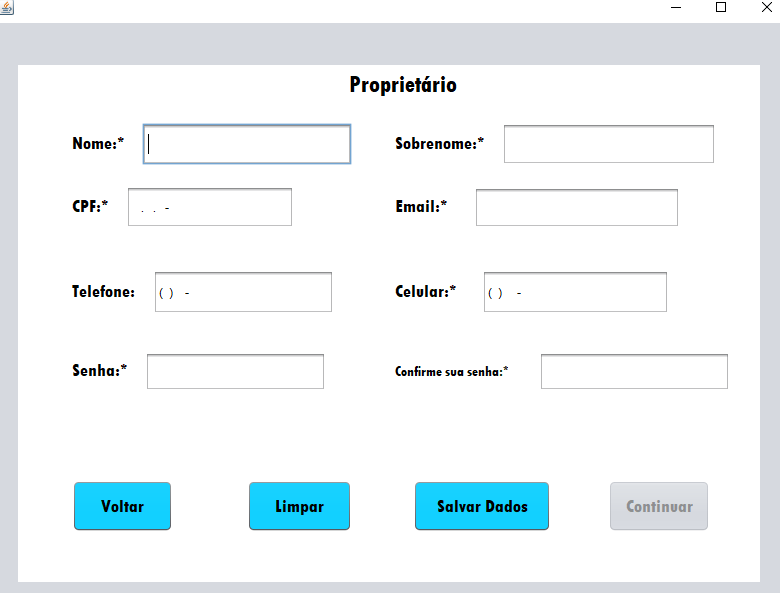 Proprietário
Nome:* Sobrenome:*
CPF:* . . - Email:*
Telefone: ( ) - Celular:* ( ) -
Senha:* Confirme sua senha:*
Voltar Limpar Salvar Dados Continuar